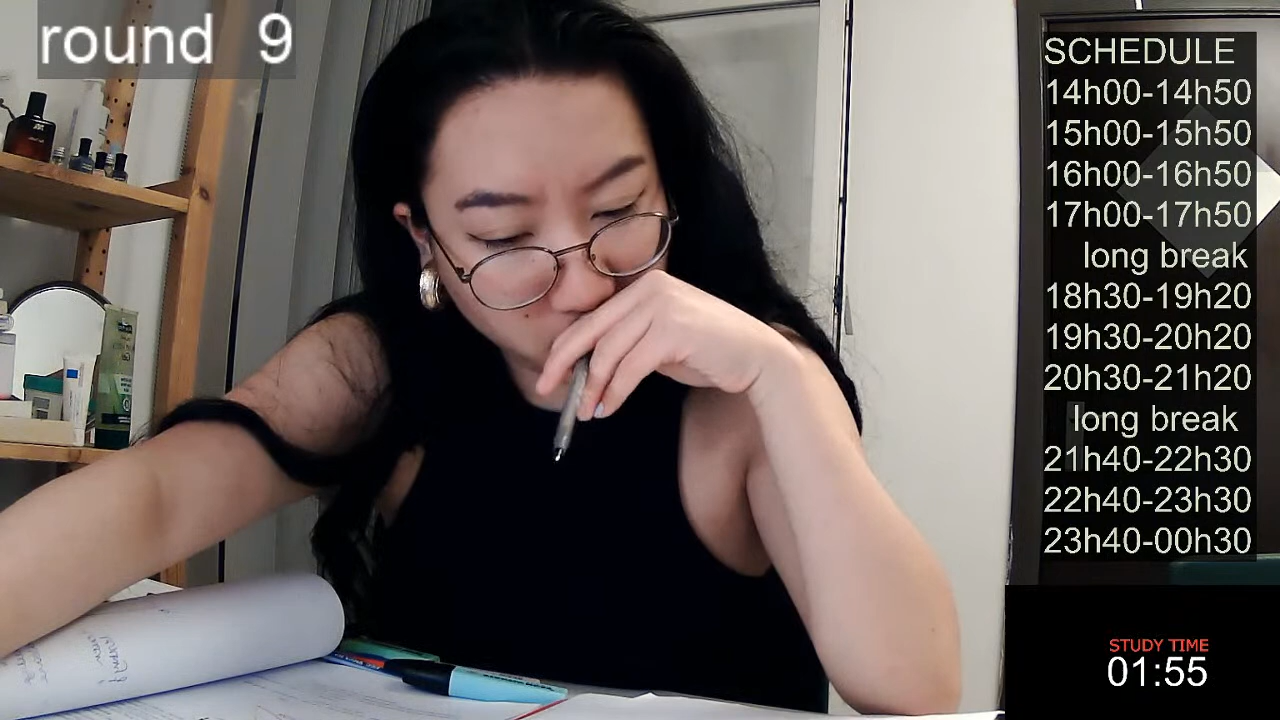 round 9
SCHEDULE
14h00-14h50
15h00-15h50
16h00-16h50
17h00-17h50
long break
18h30-19h20
19h30-20h20
20h30-21h20
long break
21h40-22h30
22h40-23h30
23h40-00h30
STUDY TIME
01:55